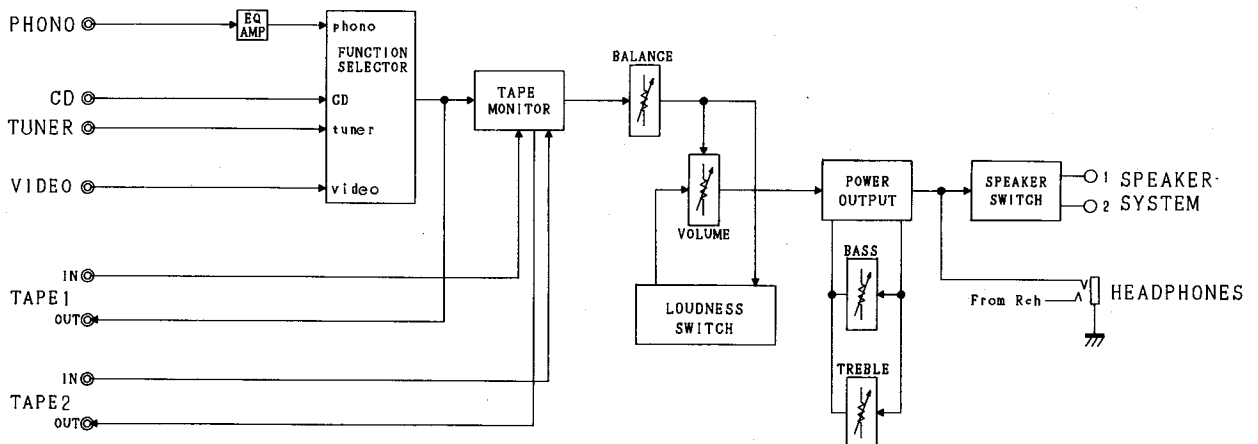 PHONO
EQ
AMP
phono
FUNCTION
SELECTOR
CD
CD
TUNER
tuner
VIDEO
video
TAPE
MONITOR
BALANCE
VOLUME
LOUDNESS
SWITCH
POWER
OUTPUT
BASS
TREBLE
SPEAKER
SWITCH
1
2
SPEAKER
SYSTEM
From Rch
HEADPHONES
IN
TAPE1
OUT
IN
TAPE2
OUT